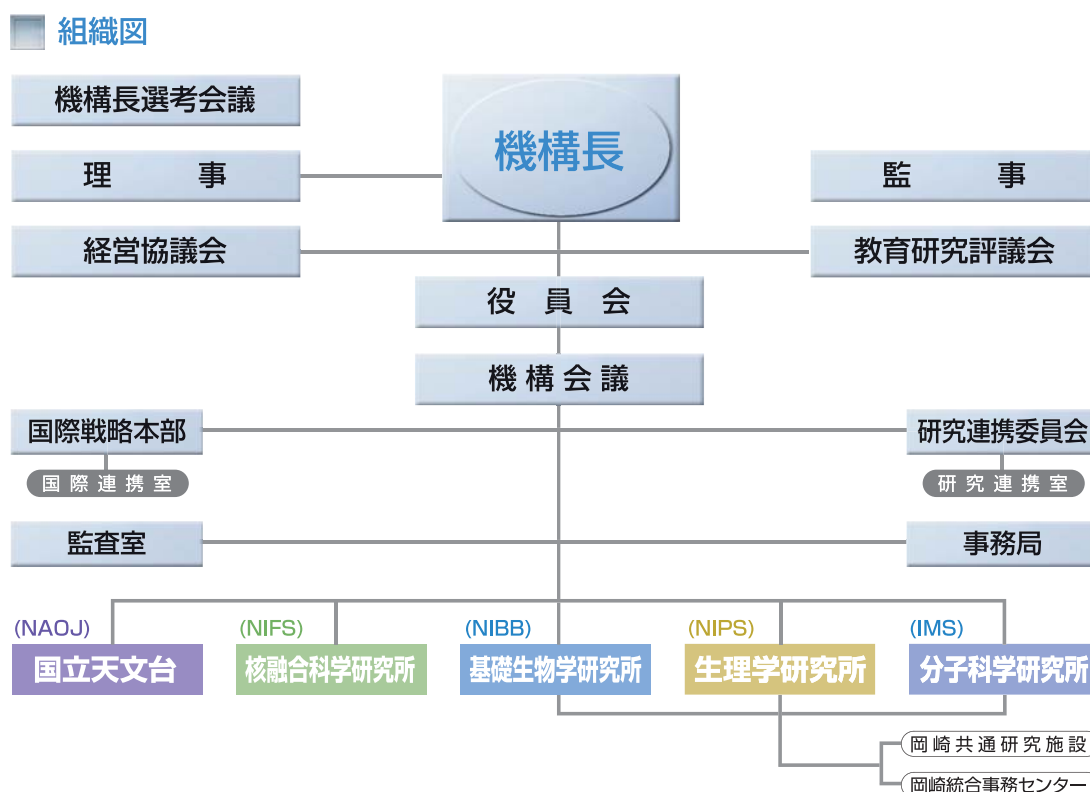 組織図
機構長選考会議
機構長
理 事
監 事
経営協議会
教育研究評議会
役 員 会
機 構 会 議
国際戦略本部
研究連携委員会
国 際 連 携 室
研 究 連 携 室
監査室
事務局
(NAOJ)
(NIFS)
(NIBB)
(NIPS)
(IMS)
国立天文台
核融合科学研究所
基礎生物学研究所
生理学研究所
分子科学研究所
岡崎共通研究施設
岡崎統合事務センター